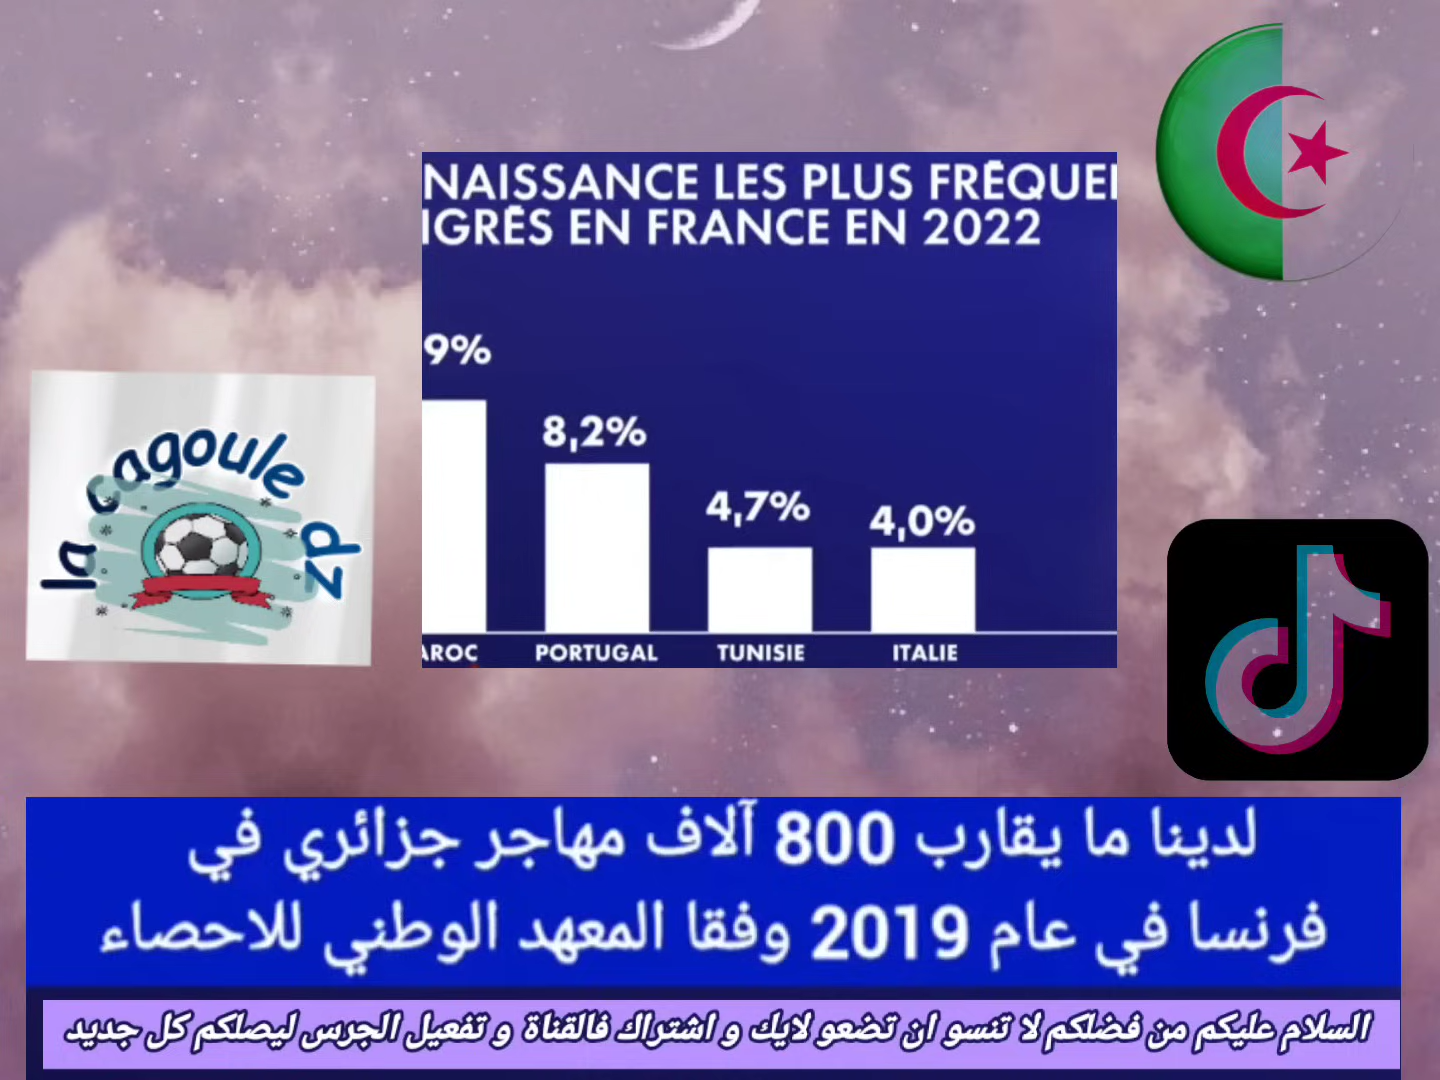 NAISSANCE LES PLUS FRÉQUE
IGRÉS EN FRANCE EN 2022
9%
8,2%
4,7%
4,0%
AROC
PORTUGAL
TUNISIE
ITALIE
la cagoule dz
لدينا ما يقارب 800 آلاف مهاجر جزائري في
فرنسا في عام 2019 وفقا المعهد الوطني للاحصاء
السلام عليكم من فضلكم لا تنسو ان تضعو لايك و اشتراك فالقناة و تفعيل الجرس ليصلكم كل جديد